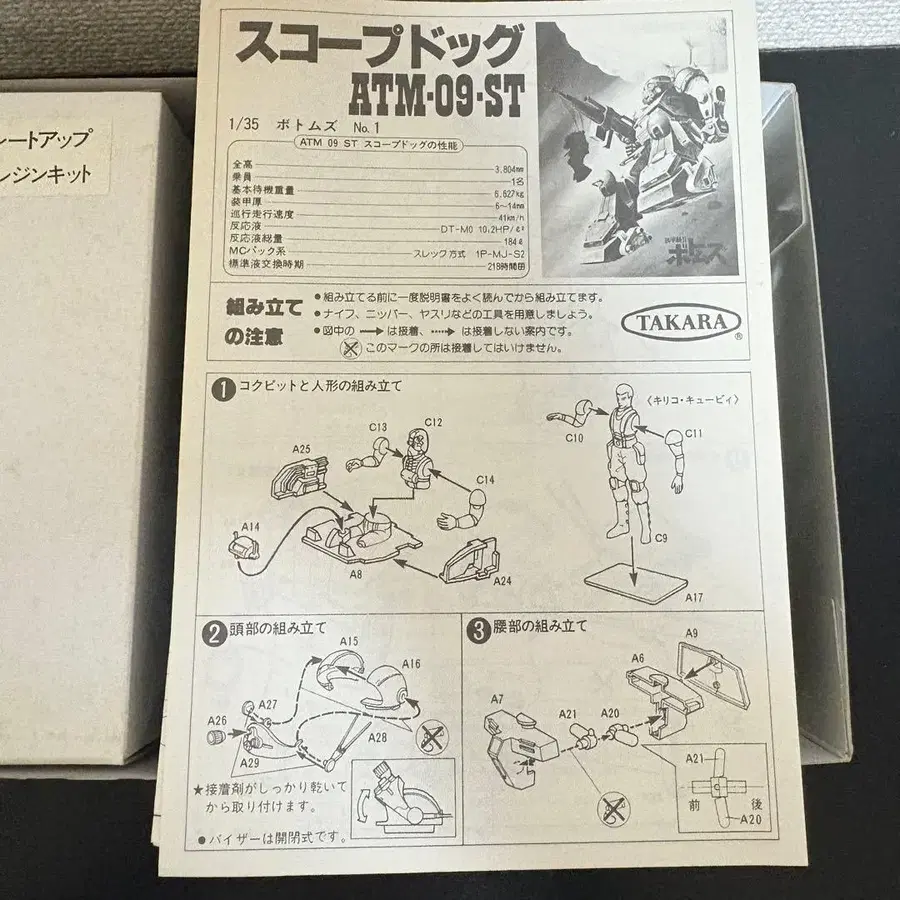 レートアップ
レジンキット
スコープドッグ
ATM-09-ST
1/35 ボトムズ No.1
ATM 09 ST スコープドッグの性能
全高 3,804mm
乗員 1名
基本待機重量 6,627kg
装甲厚 6〜14mm
巡行走行速度 41km/h
反応液 DT-MO 10.2HP/ℓ²
反応液総量 184ℓ
MCパック系 スレッグ方式 1P-MJ-S2
標準液交換時期 218時間
ボトムズ
組み立ての注意
●組み立てる前に一度説明書をよく読んでから組み立てます。
●ナイフ、ニッパー、ヤスリなどの工具を用意しましょう。
●図中の → は接着、 ┅▸ は接着しない案内です。
このマークの所は接着してはいけません。
TAKARA®
1 コクピットと人形の組み立て
〈キリコ・キュービィ〉
C13
C12
A25
C14
A14
A8
A24
C10
C11
C9
A17
2 頭部の組み立て
A15
A16
A27
A26
A28
A29
★接着剤がしっかり乾いて
から取り付けます。
●バイザーは開閉式です。
3 腰部の組み立て
A9
A6
A7
A21
A20
A21
前 後
A20